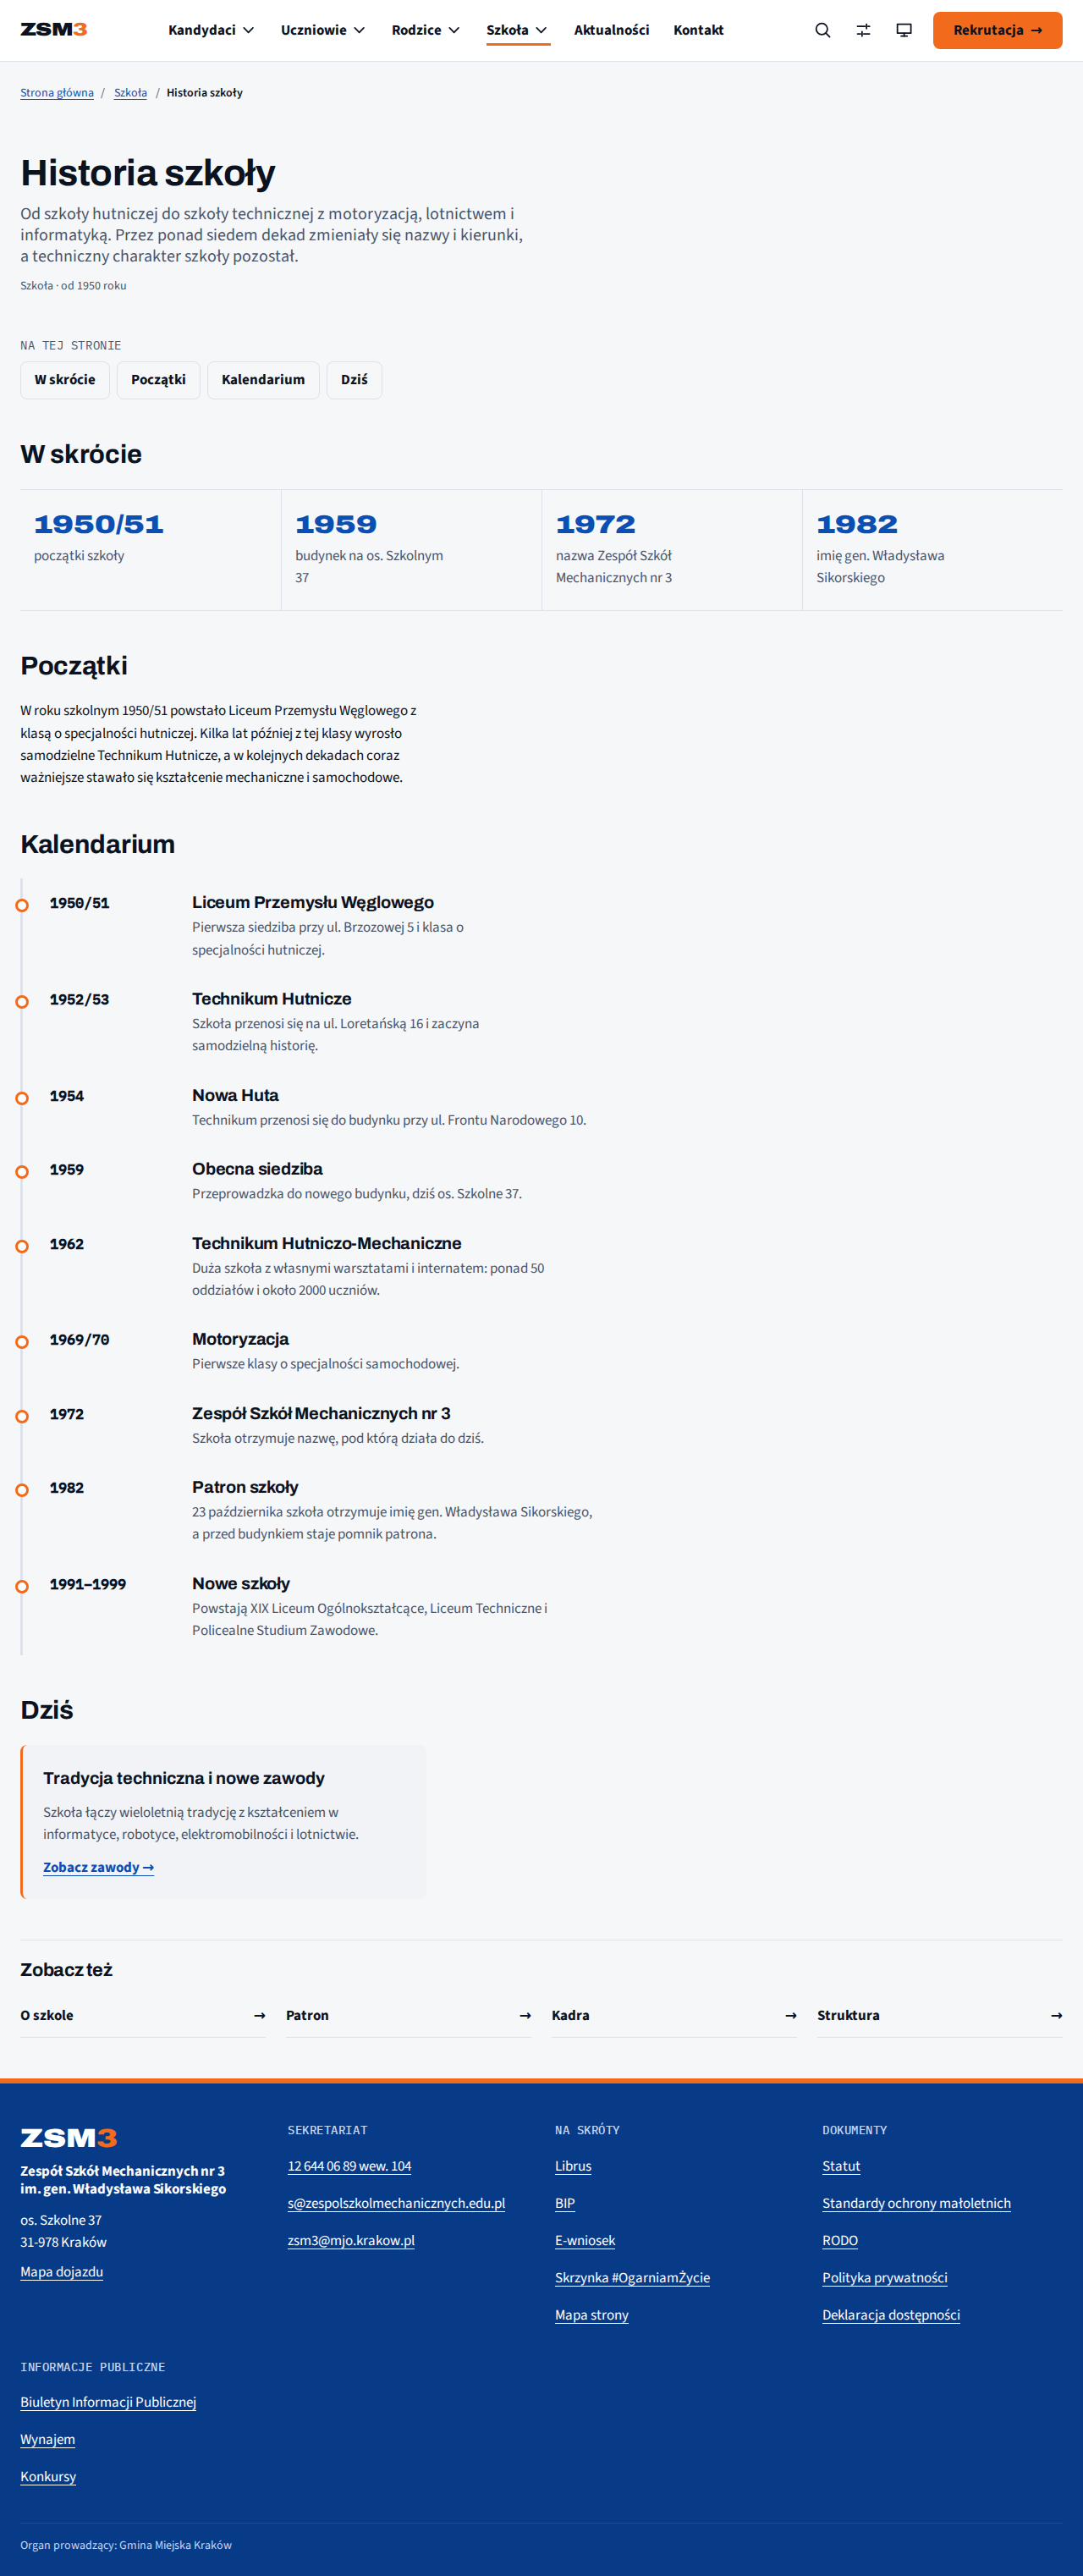 ZSM3 Kandydaci Uczniowie Rodzice Szkoła Aktualności Kontakt Rekrutacja →
Strona główna / Szkoła / Historia szkoły
Historia szkoły
Od szkoły hutniczej do szkoły technicznej z motoryzacją, lotnictwem i
informatyką. Przez ponad siedem dekad zmieniały się nazwy i kierunki,
a techniczny charakter szkoły pozostał.
Szkoła · od 1950 roku
NA TEJ STRONIE
W skrócie Początki Kalendarium Dziś
W skrócie
1950/51
początki szkoły
1959
budynek na os. Szkolnym
37
1972
nazwa Zespół Szkół
Mechanicznych nr 3
1982
imię gen. Władysława
Sikorskiego
Początki
W roku szkolnym 1950/51 powstało Liceum Przemysłu Węglowego z
klasą o specjalności hutniczej. Kilka lat później z tej klasy wyrosło
samodzielne Technikum Hutnicze, a w kolejnych dekadach coraz
ważniejsze stawało się kształcenie mechaniczne i samochodowe.
Kalendarium
1950/51 Liceum Przemysłu Węglowego
Pierwsza siedziba przy ul. Brzozowej 5 i klasa o
specjalności hutniczej.
1952/53 Technikum Hutnicze
Szkoła przenosi się na ul. Loretańską 16 i zaczyna
samodzielną historię.
1954 Nowa Huta
Technikum przenosi się do budynku przy ul. Frontu Narodowego 10.
1959 Obecna siedziba
Przeprowadzka do nowego budynku, dziś os. Szkolne 37.
1962 Technikum Hutniczo-Mechaniczne
Duża szkoła z własnymi warsztatami i internatem: ponad 50
oddziałów i około 2000 uczniów.
1969/70 Motoryzacja
Pierwsze klasy o specjalności samochodowej.
1972 Zespół Szkół Mechanicznych nr 3
Szkoła otrzymuje nazwę, pod którą działa do dziś.
1982 Patron szkoły
23 października szkoła otrzymuje imię gen. Władysława Sikorskiego,
a przed budynkiem staje pomnik patrona.
1991–1999 Nowe szkoły
Powstają XIX Liceum Ogólnokształcące, Liceum Techniczne i
Policealne Studium Zawodowe.
Dziś
Tradycja techniczna i nowe zawody
Szkoła łączy wieloletnią tradycję z kształceniem w
informatyce, robotyce, elektromobilności i lotnictwie.
Zobacz zawody →
Zobacz też
O szkole → Patron → Kadra → Struktura →
ZSM3
Zespół Szkół Mechanicznych nr 3
im. gen. Władysława Sikorskiego
os. Szkolne 37
31-978 Kraków
Mapa dojazdu
SEKRETARIAT
12 644 06 89 wew. 104
s@zespolszkolmechanicznych.edu.pl
zsm3@mjo.krakow.pl
NA SKRÓTY
Librus
BIP
E-wniosek
Skrzynka #OgarniamŻycie
Mapa strony
DOKUMENTY
Statut
Standardy ochrony małoletnich
RODO
Polityka prywatności
Deklaracja dostępności
INFORMACJE PUBLICZNE
Biuletyn Informacji Publicznej
Wynajem
Konkursy
Organ prowadzący: Gmina Miejska Kraków